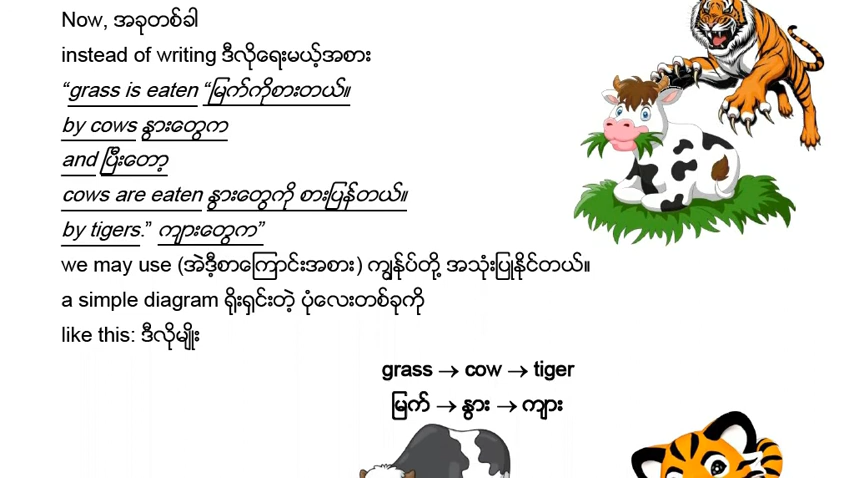 Now, အခုတစ်ခါ
instead of writing ဒီလိုရေးမယ့်အစား
“grass is eaten “မြက်ကိုစားတယ်။
by cows နွားတွေက
and ပြီးတော့
cows are eaten နွားတွေကို စားပြန်တယ်။
by tigers.” ကျားတွေက”
we may use (အဲဒီ့စာကြောင်းအစား) ကျွန်ုပ်တို့ အသုံးပြုနိုင်တယ်။
a simple diagram ရိုးရှင်းတဲ့ ပုံလေးတစ်ခုကို
like this: ဒီလိုမျိုး
grass → cow → tiger
မြက် → နွား → ကျား